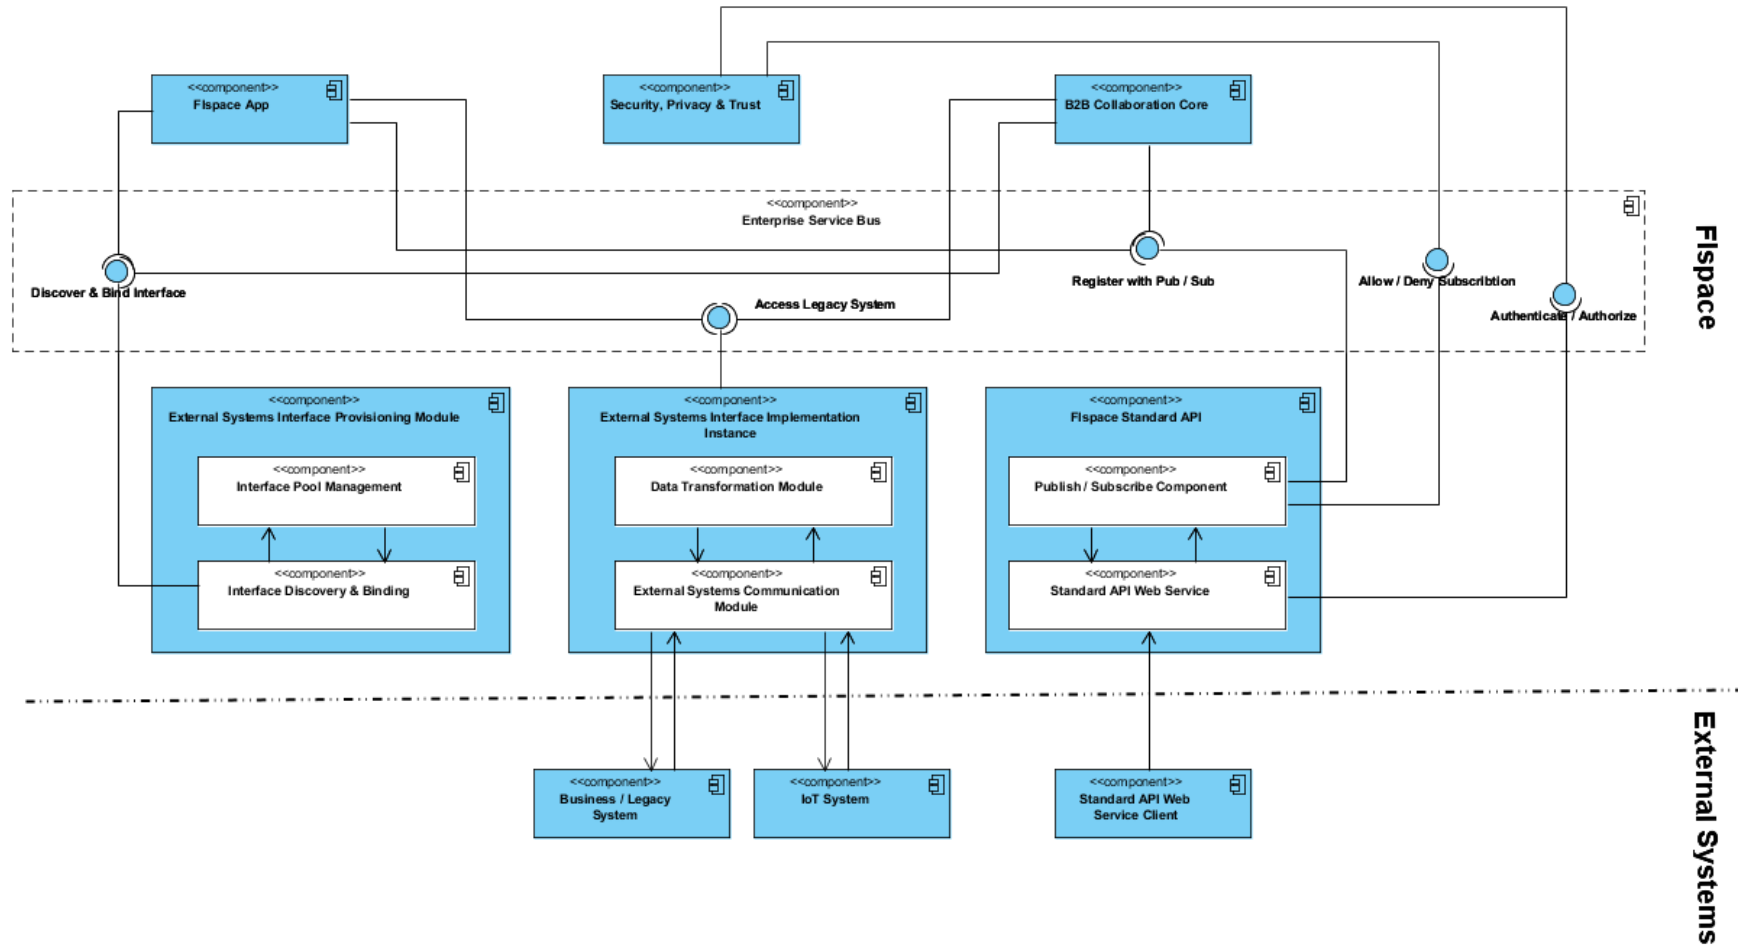 <<component>>
FIspace App
<<component>>
Security, Privacy & Trust
<<component>>
B2B Collaboration Core
<<component>>
Enterprise Service Bus
Discover & Bind Interface
Access Legacy System
Register with Pub / Sub
Allow / Deny Subscribtion
Authenticate / Authorize
FIspace
<<component>>
External Systems Interface Provisioning Module
<<component>>
Interface Pool Management
<<component>>
Interface Discovery & Binding
<<component>>
External Systems Interface Implementation
Instance
<<component>>
Data Transformation Module
<<component>>
External Systems Communication
Module
<<component>>
FIspace Standard API
<<component>>
Publish / Subscribe Component
<<component>>
Standard API Web Service
<<component>>
Business / Legacy
System
<<component>>
IoT System
<<component>>
Standard API Web
Service Client
External Systems